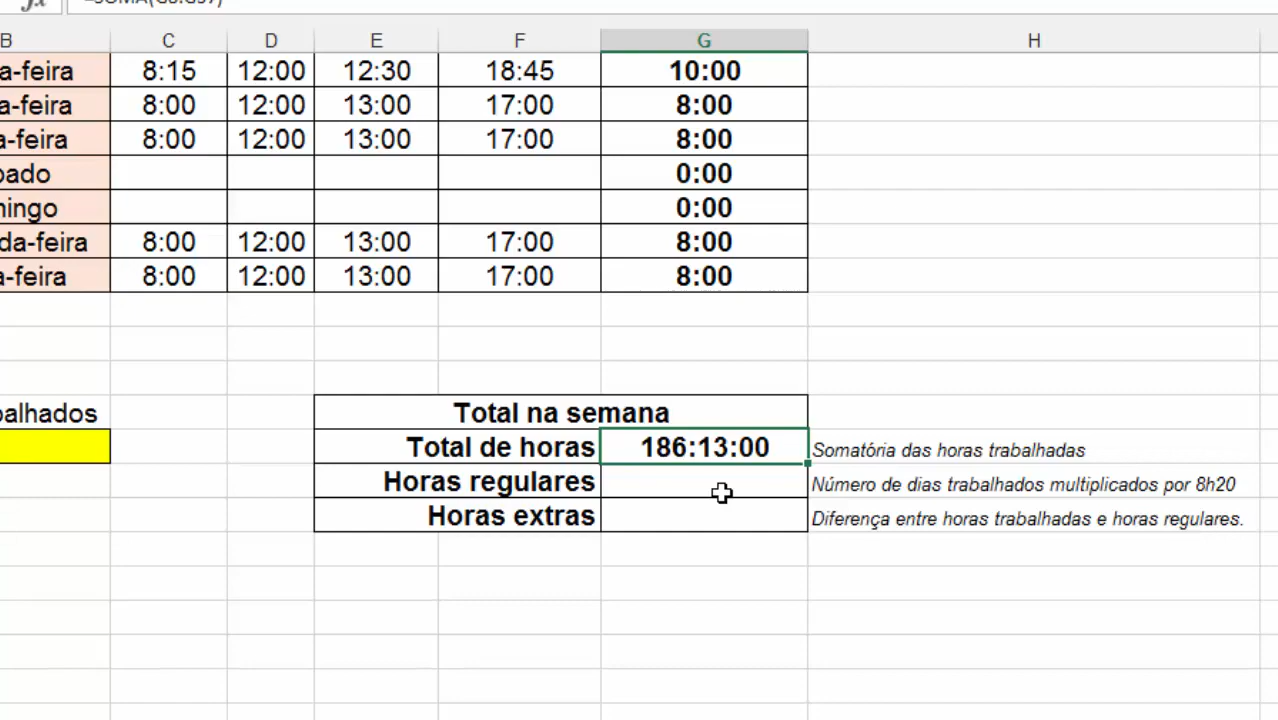 B C D E F G H
a-feira 8:15 12:00 12:30 18:45 10:00
a-feira 8:00 12:00 13:00 17:00 8:00
a-feira 8:00 12:00 13:00 17:00 8:00
bado 0:00
ningo 0:00
da-feira 8:00 12:00 13:00 17:00 8:00
a-feira 8:00 12:00 13:00 17:00 8:00
balhados Total na semana
Total de horas 186:13:00 Somatória das horas trabalhadas
Horas regulares Número de dias trabalhados multiplicados por 8h20
Horas extras Diferença entre horas trabalhadas e horas regulares.